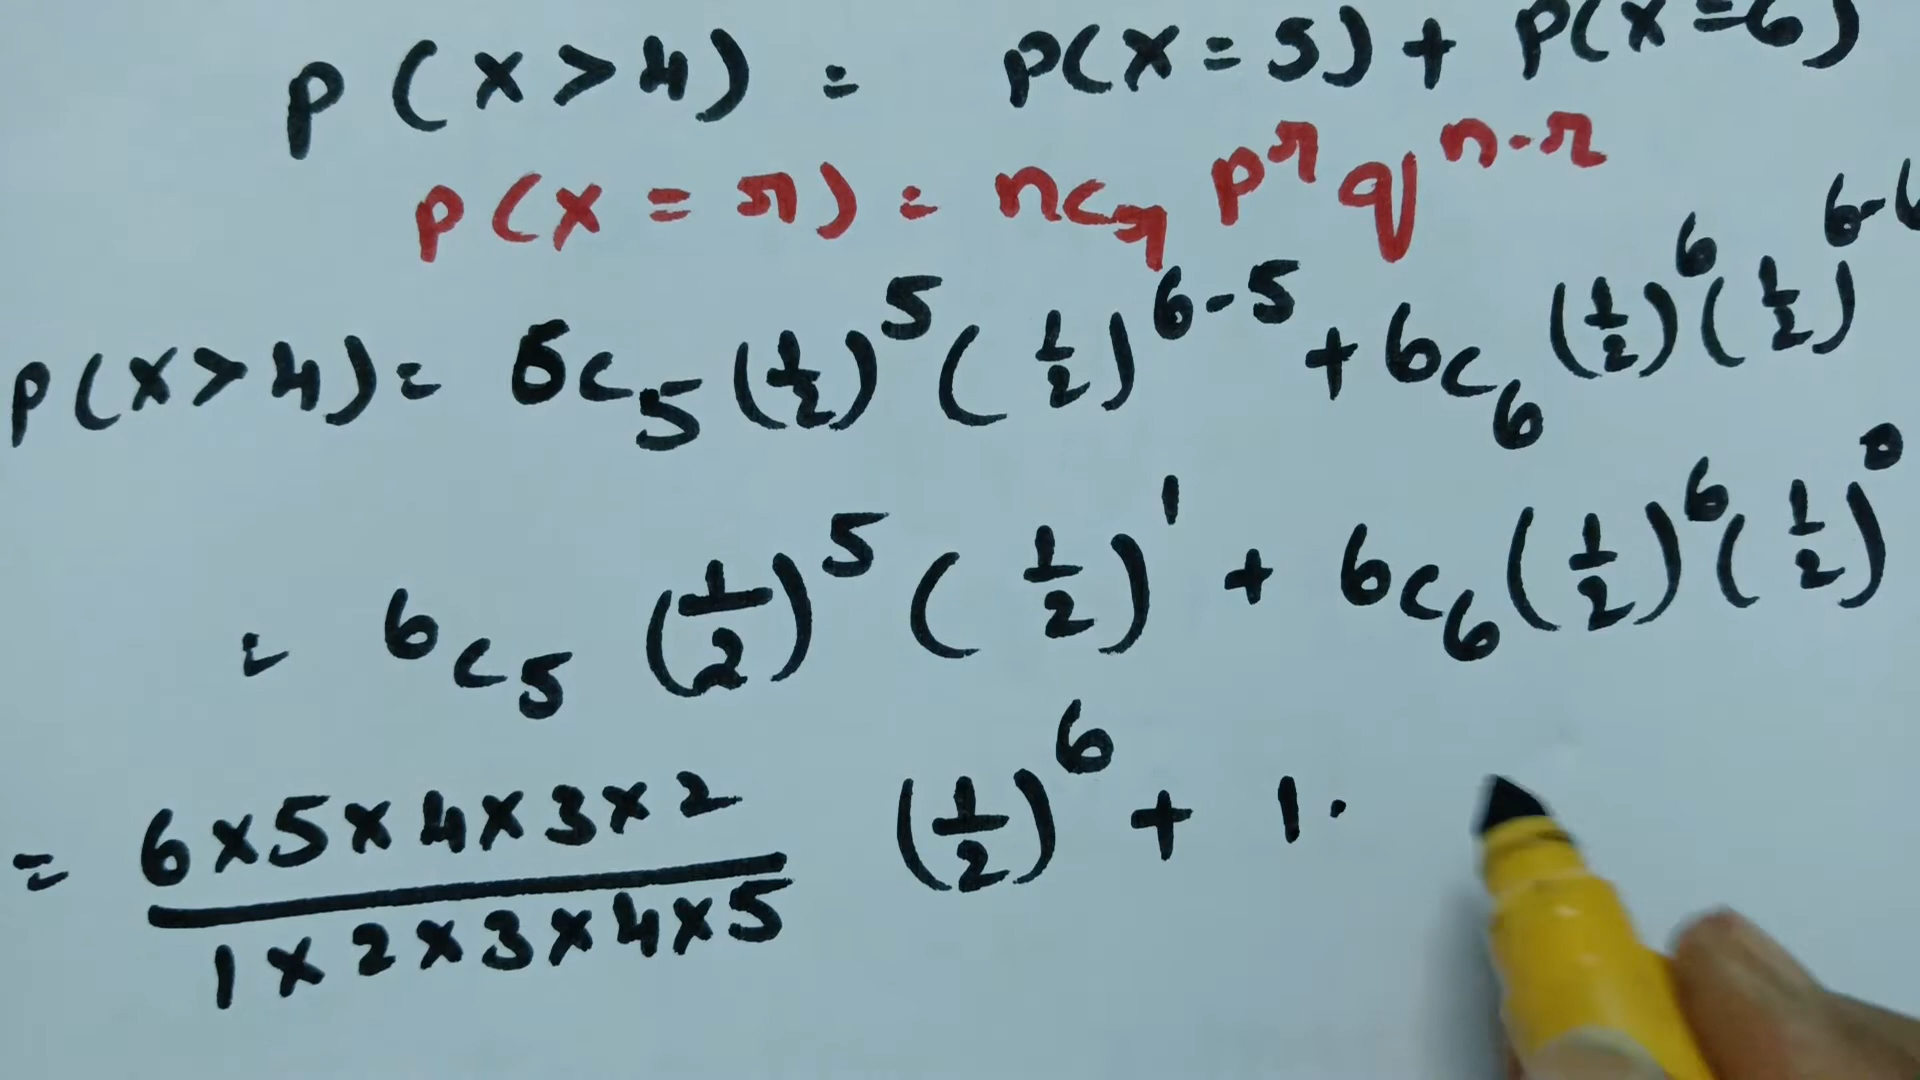 P(X>4) = P(X=5) + P(X=6)
P(X=r) = nCr p^r q^n-r
P(X>4) = 6C5 (1/2)^5 (1/2)^6-5 + 6C6 (1/2)^6 (1/2)^6-6
= 6C5 (1/2)^5 (1/2)^1 + 6C6 (1/2)^6 (1/2)^0
= 6×5×4×3×2 / 1×2×3×4×5 (1/2)^6 + 1.